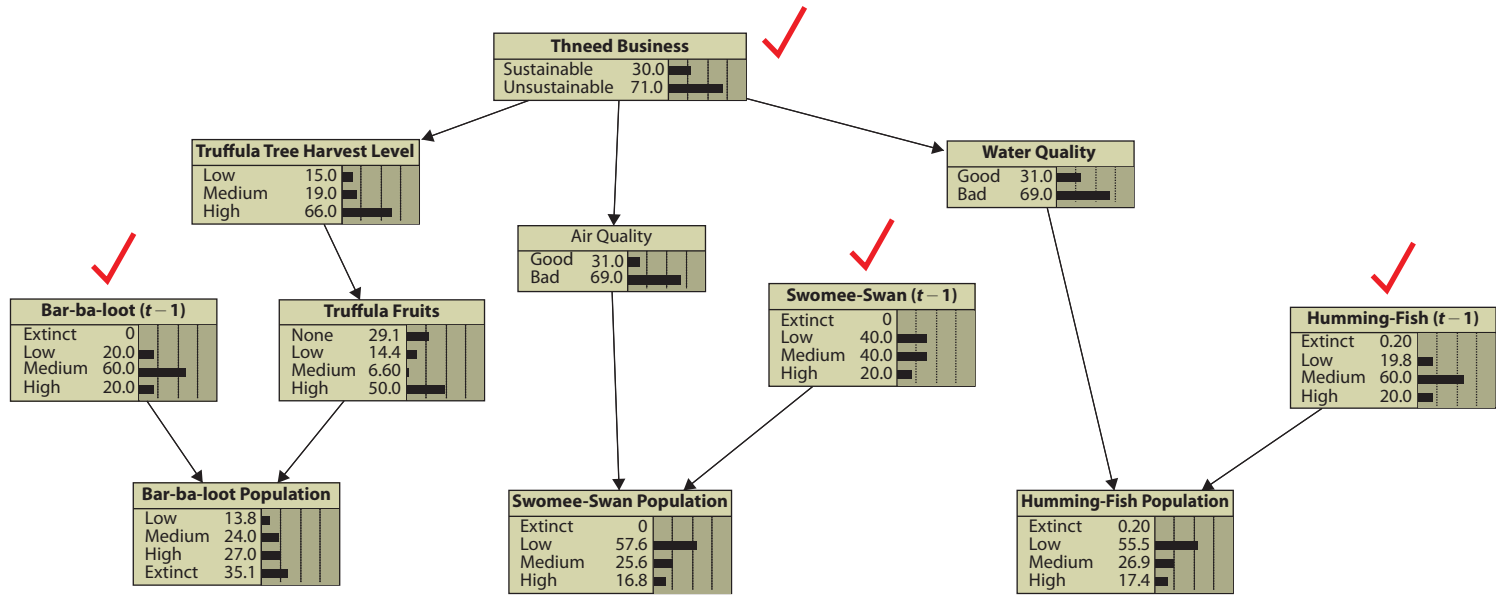 Thneed Business
Sustainable 30.0
Unsustainable 71.0
Truffula Tree Harvest Level
Low 15.0
Medium 19.0
High 66.0
Water Quality
Good 31.0
Bad 69.0
Air Quality
Good 31.0
Bad 69.0
Bar-ba-loot (t − 1)
Extinct 0
Low 20.0
Medium 60.0
High 20.0
Truffula Fruits
None 29.1
Low 14.4
Medium 6.60
High 50.0
Swomee-Swan (t − 1)
Extinct 0
Low 40.0
Medium 40.0
High 20.0
Humming-Fish (t − 1)
Extinct 0.20
Low 19.8
Medium 60.0
High 20.0
Bar-ba-loot Population
Low 13.8
Medium 24.0
High 27.0
Extinct 35.1
Swomee-Swan Population
Extinct 0
Low 57.6
Medium 25.6
High 16.8
Humming-Fish Population
Extinct 0.20
Low 55.5
Medium 26.9
High 17.4